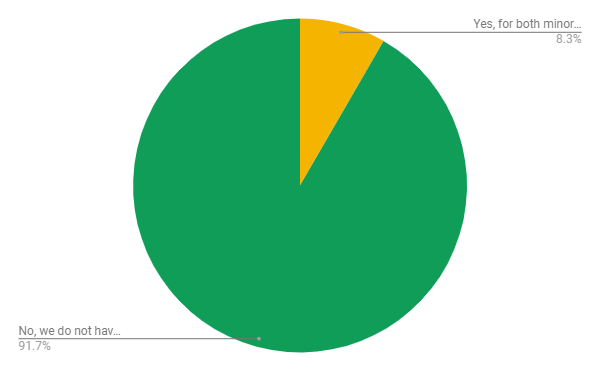 Yes, for both minor...
8.3%
No, we do not hav...
91.7%